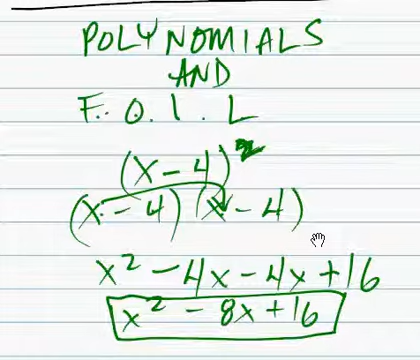 POLYNOMIALS
AND
F. O. I. L
(x - 4)²
(x - 4) (x - 4)
x² - 4x - 4x + 16
x² - 8x + 16